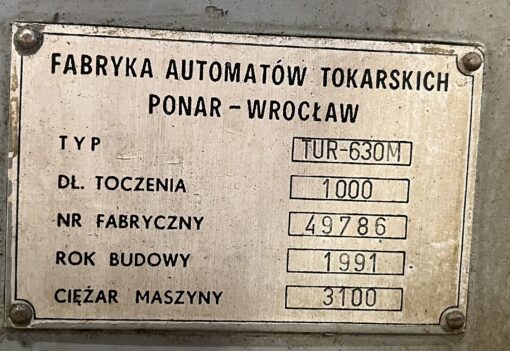 FABRYKA AUTOMATÓW TOKARSKICH
PONAR – WROCŁAW
TYP TUR-630M
DŁ. TOCZENIA 1000
NR FABRYCZNY 49786
ROK BUDOWY 1991
CIĘŻAR MASZYNY 3100